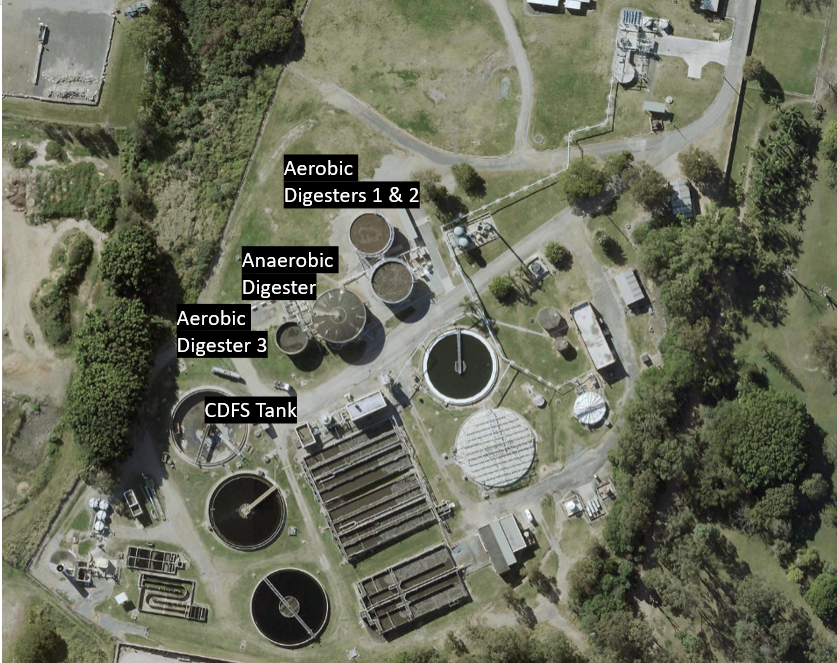 Aerobic
Digesters 1 & 2
Anaerobic
Digester
Aerobic
Digester 3
CDFS Tank